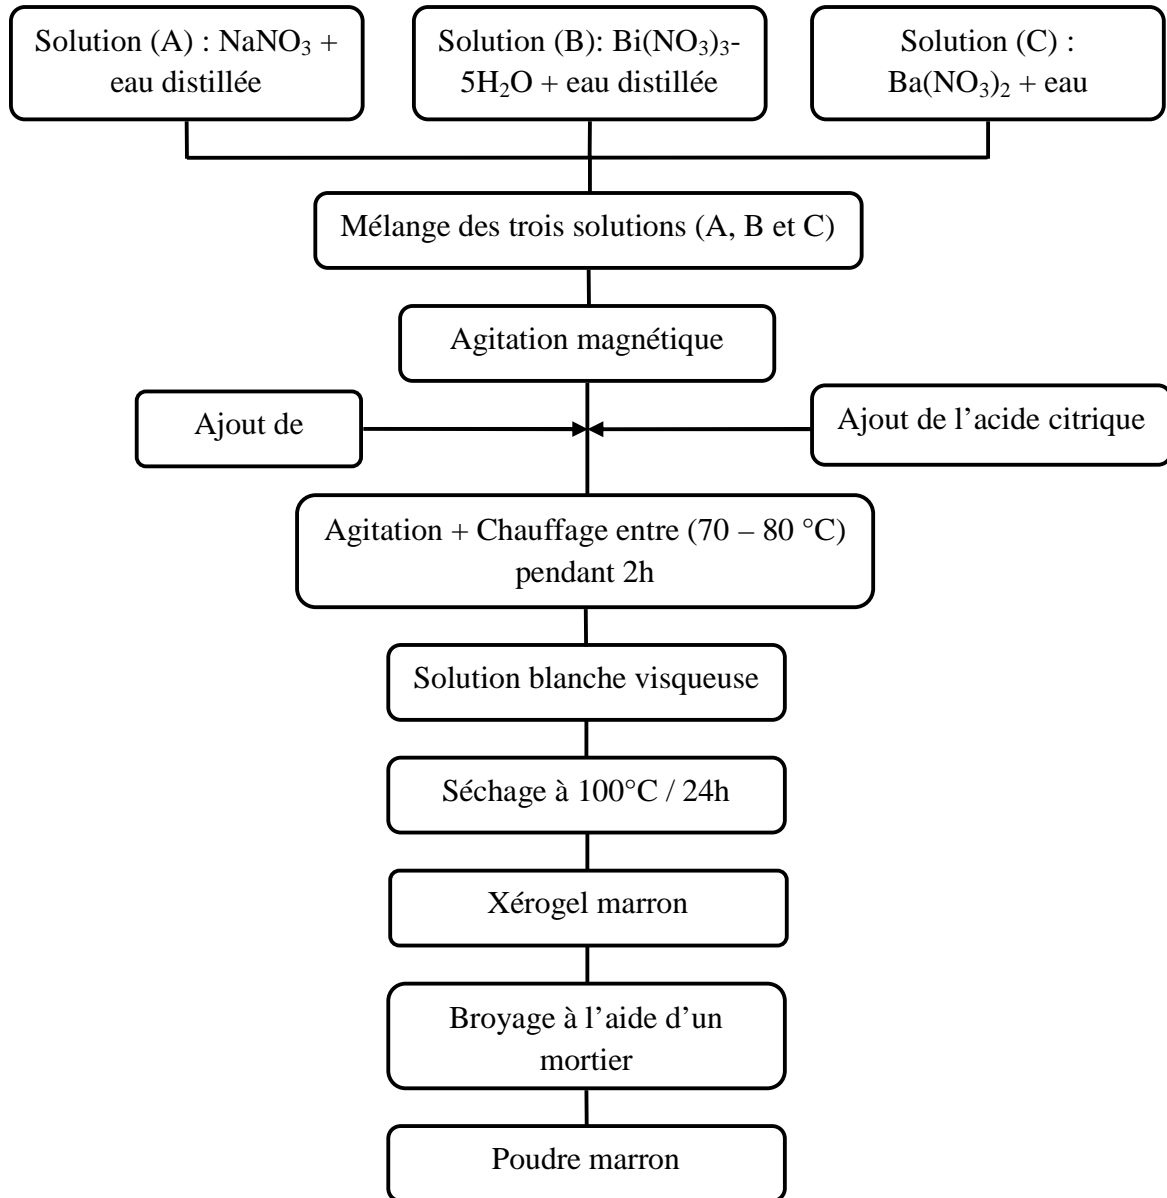 Solution (A) : NaNO₃ +
eau distillée
Solution (B): Bi(NO₃)₃-
5H₂O + eau distillée
Solution (C) :
Ba(NO₃)₂ + eau
Mélange des trois solutions (A, B et C)
Agitation magnétique
Ajout de
Ajout de l’acide citrique
Agitation + Chauffage entre (70 – 80 °C)
pendant 2h
Solution blanche visqueuse
Séchage à 100°C / 24h
Xérogel marron
Broyage à l’aide d’un
mortier
Poudre marron